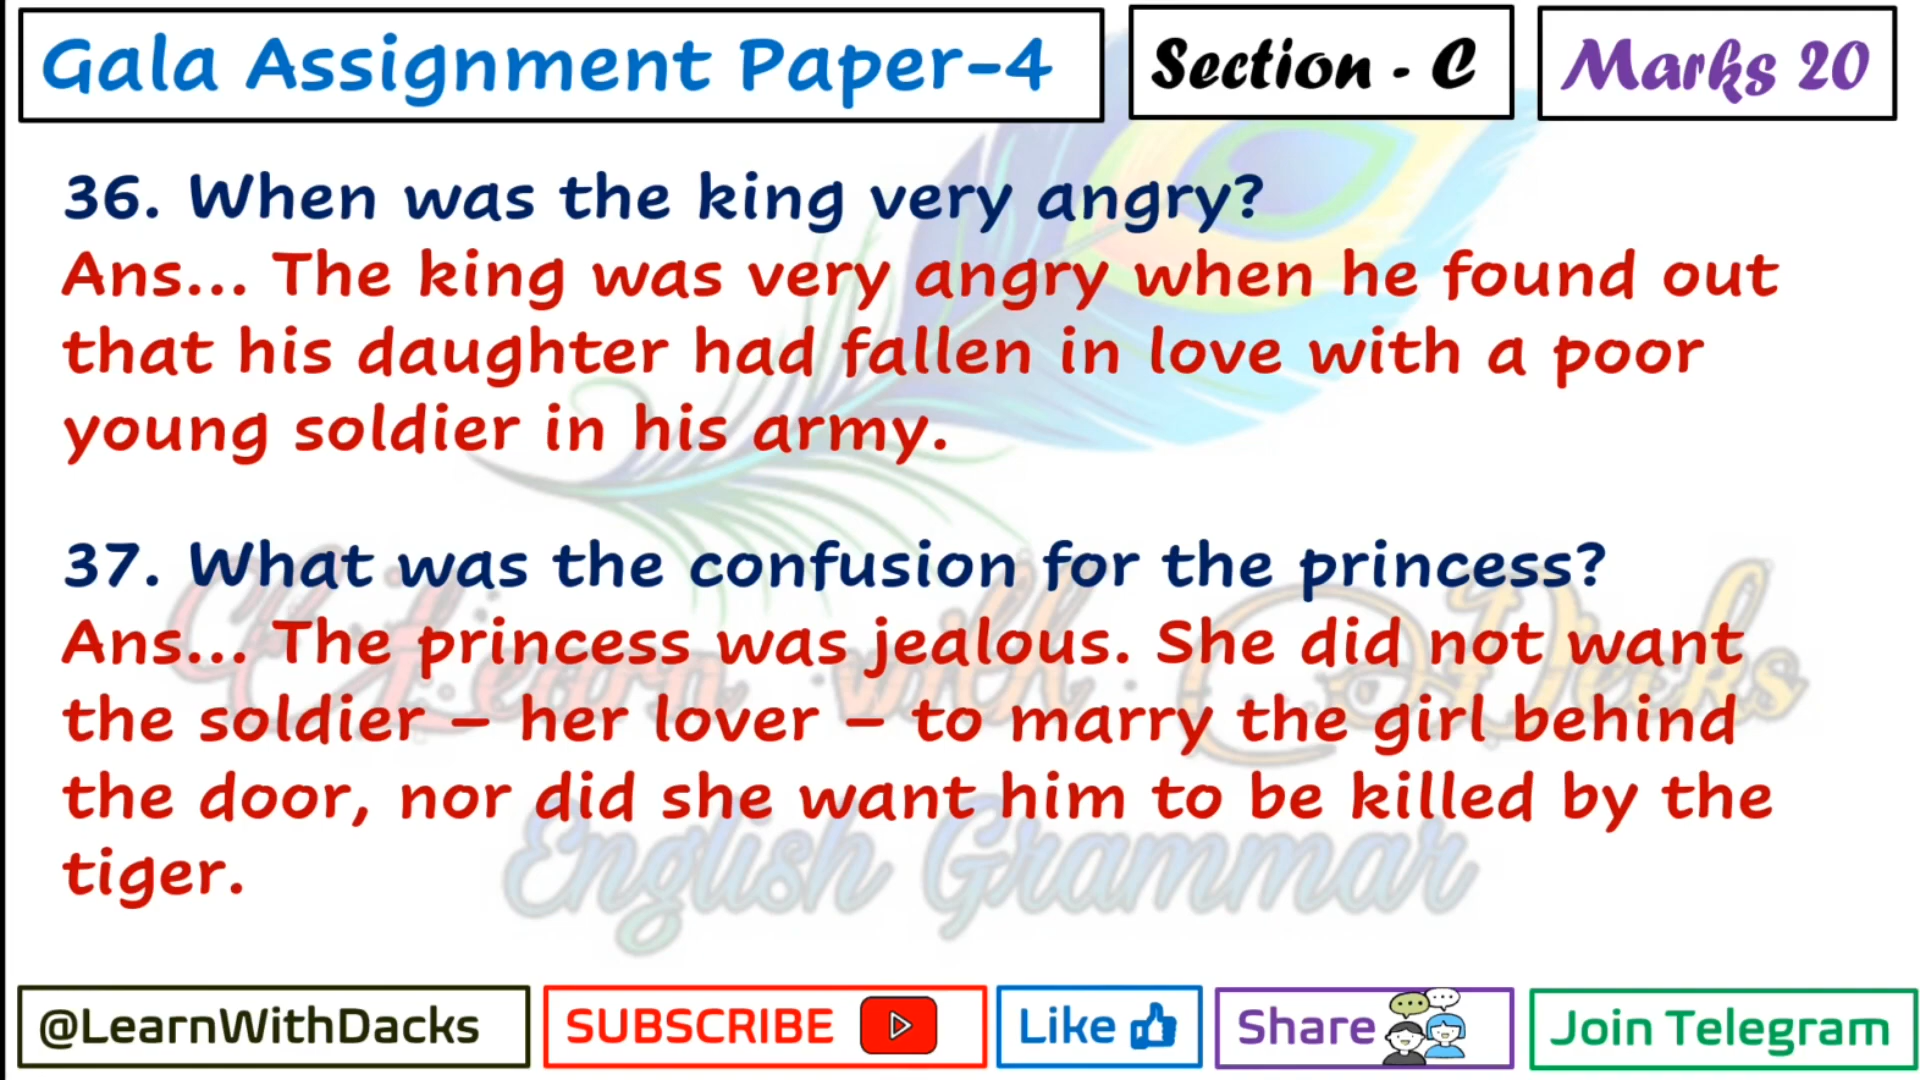 Gala Assignment Paper-4
Section - C
Marks 20
36. When was the king very angry?
Ans... The king was very angry when he found out
that his daughter had fallen in love with a poor
young soldier in his army.
37. What was the confusion for the princess?
Ans... The princess was jealous. She did not want
the soldier – her lover – to marry the girl behind
the door, nor did she want him to be killed by the
tiger.
Learn with Dacks
English Grammar
@LearnWithDacks
SUBSCRIBE
Like
Share
Join Telegram